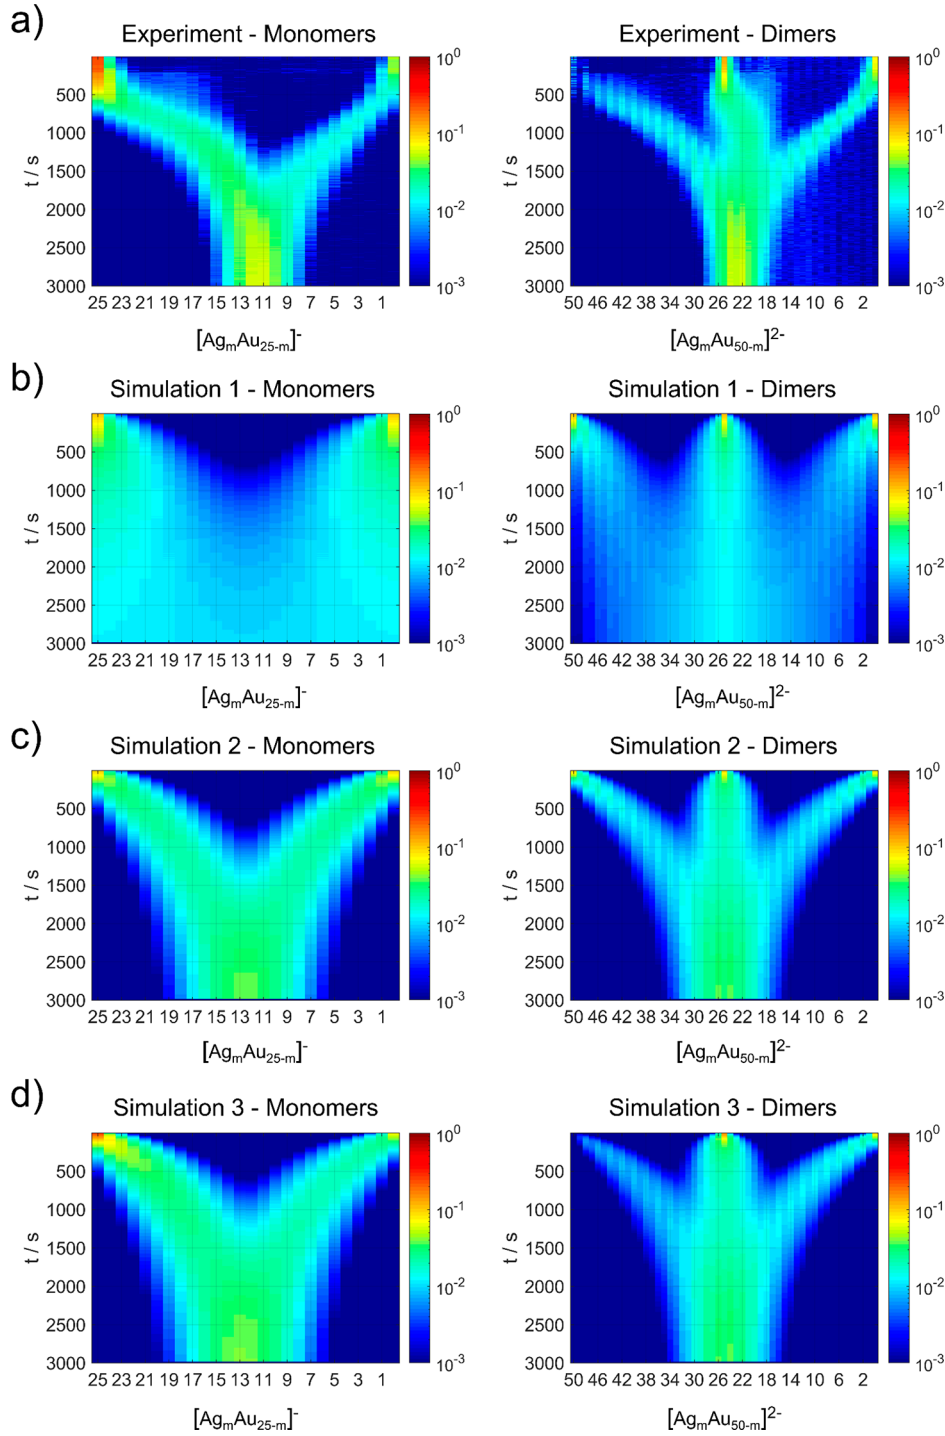 a)
Experiment - Monomers
Experiment - Dimers
500
1000
1500
2000
2500
3000
t / s
25 23 21 19 17 15 13 11 9 7 5 3 1
[AgmAu25-m]-
10^0
10^-1
10^-2
10^-3
500
1000
1500
2000
2500
3000
t / s
50 46 42 38 34 30 26 22 18 14 10 6 2
[AgmAu50-m]2-
10^0
10^-1
10^-2
10^-3
b)
Simulation 1 - Monomers
Simulation 1 - Dimers
500
1000
1500
2000
2500
3000
t / s
25 23 21 19 17 15 13 11 9 7 5 3 1
[AgmAu25-m]-
10^0
10^-1
10^-2
10^-3
500
1000
1500
2000
2500
3000
t / s
50 46 42 38 34 30 26 22 18 14 10 6 2
[AgmAu50-m]2-
10^0
10^-1
10^-2
10^-3
c)
Simulation 2 - Monomers
Simulation 2 - Dimers
500
1000
1500
2000
2500
3000
t / s
25 23 21 19 17 15 13 11 9 7 5 3 1
[AgmAu25-m]-
10^0
10^-1
10^-2
10^-3
500
1000
1500
2000
2500
3000
t / s
50 46 42 38 34 30 26 22 18 14 10 6 2
[AgmAu50-m]2-
10^0
10^-1
10^-2
10^-3
d)
Simulation 3 - Monomers
Simulation 3 - Dimers
500
1000
1500
2000
2500
3000
t / s
25 23 21 19 17 15 13 11 9 7 5 3 1
[AgmAu25-m]-
10^0
10^-1
10^-2
10^-3
500
1000
1500
2000
2500
3000
t / s
50 46 42 38 34 30 26 22 18 14 10 6 2
[AgmAu50-m]2-
10^0
10^-1
10^-2
10^-3